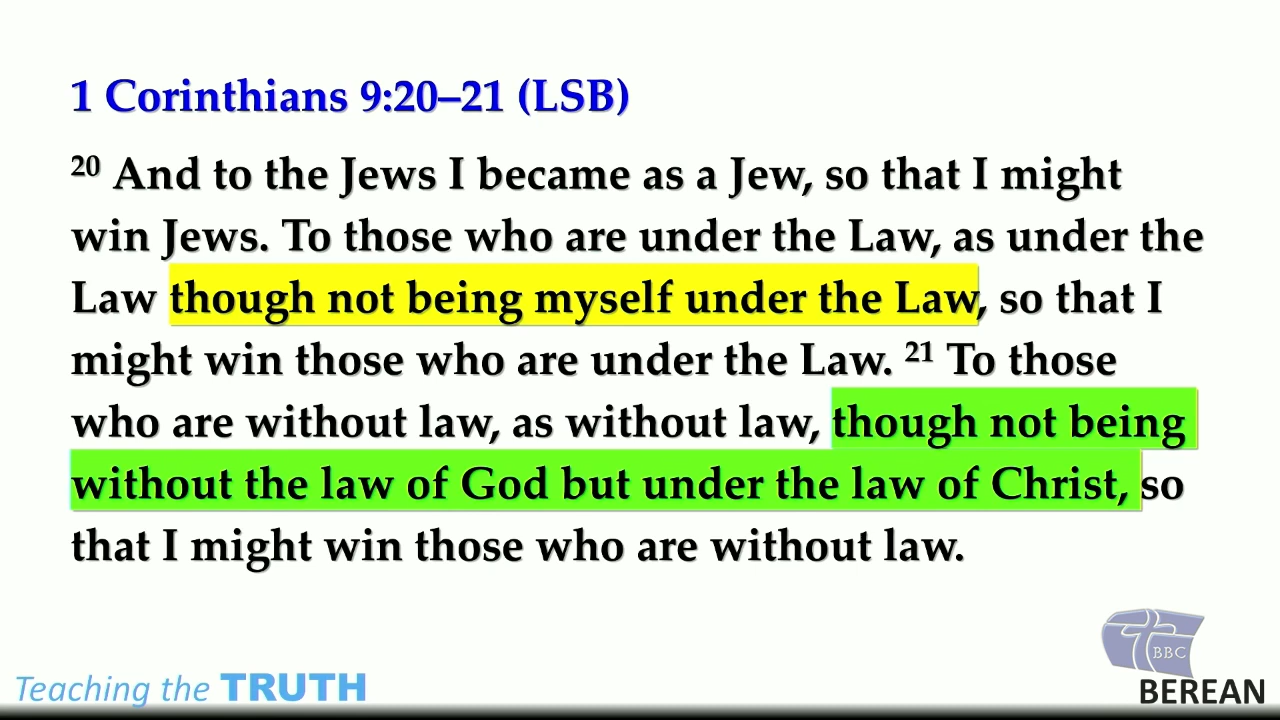 1 Corinthians 9:20–21 (LSB)
20 And to the Jews I became as a Jew, so that I might
win Jews. To those who are under the Law, as under the
Law though not being myself under the Law, so that I
might win those who are under the Law. 21 To those
who are without law, as without law, though not being
without the law of God but under the law of Christ, so
that I might win those who are without law.
BBC
Teaching the TRUTH
BEREAN